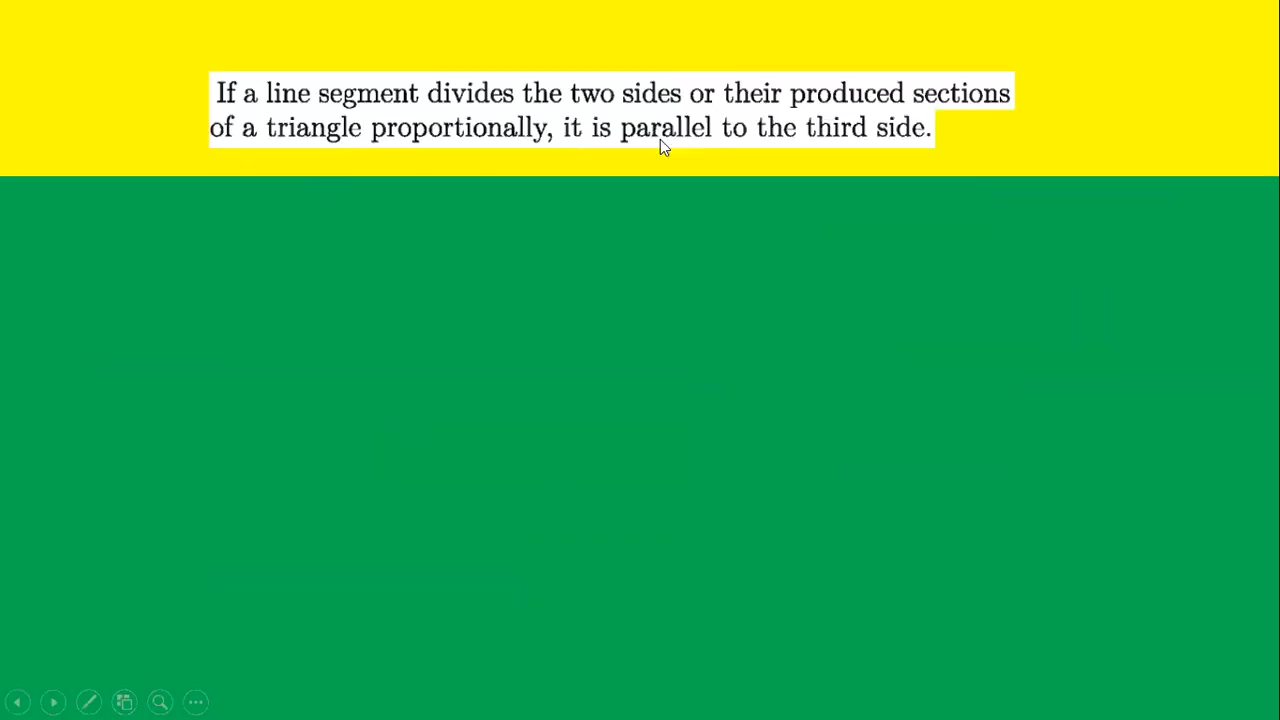 If a line segment divides the two sides or their produced sections
of a triangle proportionally, it is parallel to the third side.